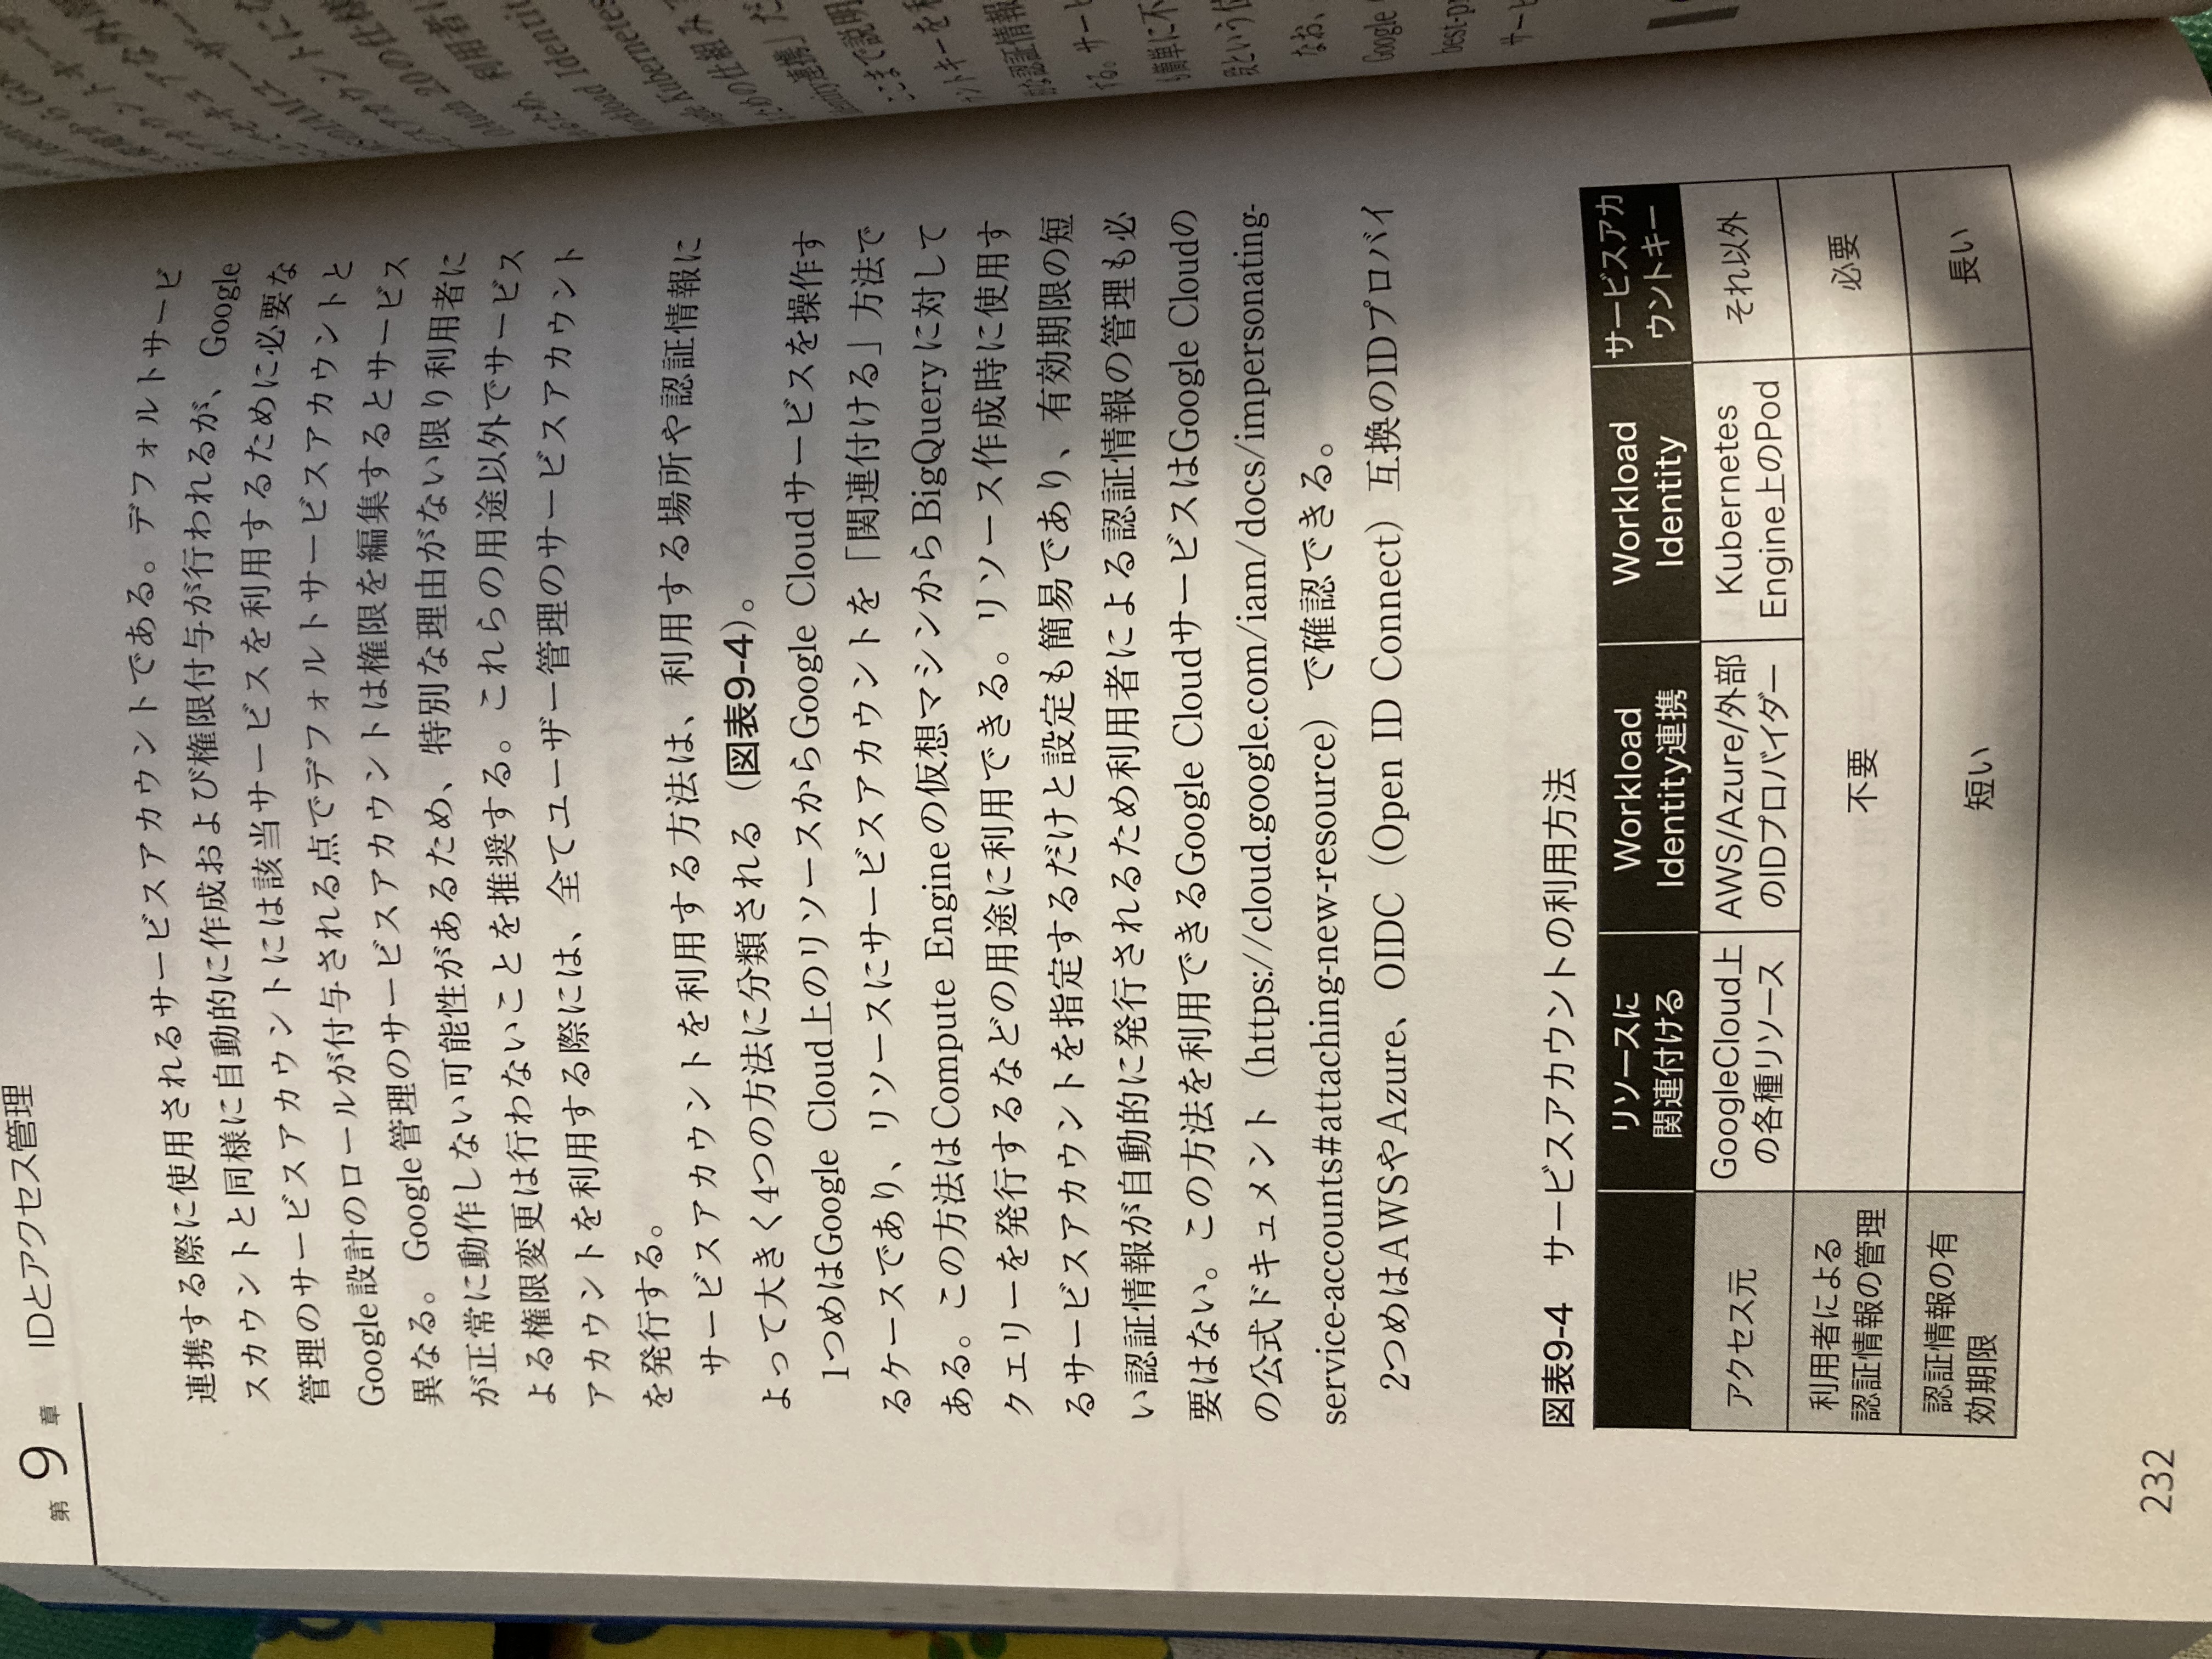 第9章 IDとアクセス管理
連携する際に使用されるサービスアカウントである。デフォルトサービ
スカウントと同様に自動的に作成および権限付与が行われるが、Google
管理のサービスアカウントには該当サービスを利用するために必要な
Google設計のロールが付与される点でデフォルトサービスアカウントと
異なる。Google管理のサービスアカウントは権限を編集するとサービス
が正常に動作しない可能性があるため、特別な理由がない限り利用者に
よる権限変更は行わないことを推奨する。これらの用途以外でサービス
アカウントを利用する際には、全てユーザー管理のサービスアカウント
を発行する。
サービスアカウントを利用する方法は、利用する場所や認証情報に
よって大きく4つの方法に分類される（図表9-4）。
1つめはGoogle Cloud上のリソースからGoogle Cloudサービスを操作す
るケースであり、リソースにサービスアカウントを「関連付ける」方法で
ある。この方法はCompute Engineの仮想マシンからBigQueryに対して
クエリーを発行するなどの用途に利用できる。リソース作成時に使用す
るサービスアカウントを指定するだけと設定も簡易であり、有効期限の短
い認証情報が自動的に発行されるため利用者による認証情報の管理も必
要はない。この方法を利用できるGoogle CloudサービスはGoogle Cloudの
の公式ドキュメント（https://cloud.google.com/iam/docs/impersonating-
service-accounts#attaching-new-resource）で確認できる。
2つめはAWSやAzure、OIDC（Open ID Connect）互換のIDプロバイ
図表9-4 サービスアカウントの利用方法
リソースに
関連付ける
Workload
Identity連携
Workload
Identity
サービスアカ
ウントキー
アクセス元
GoogleCloud上
の各種リソース
AWS/Azure/外部
のIDプロバイダー
Kubernetes
Engine上のPod
それ以外
利用者による
認証情報の管理
不要
必要
認証情報の有
効期限
短い
長い
232
OAuth 2.0の仕様
利用者
Kubernetes
ここまで説明
なお、
Google